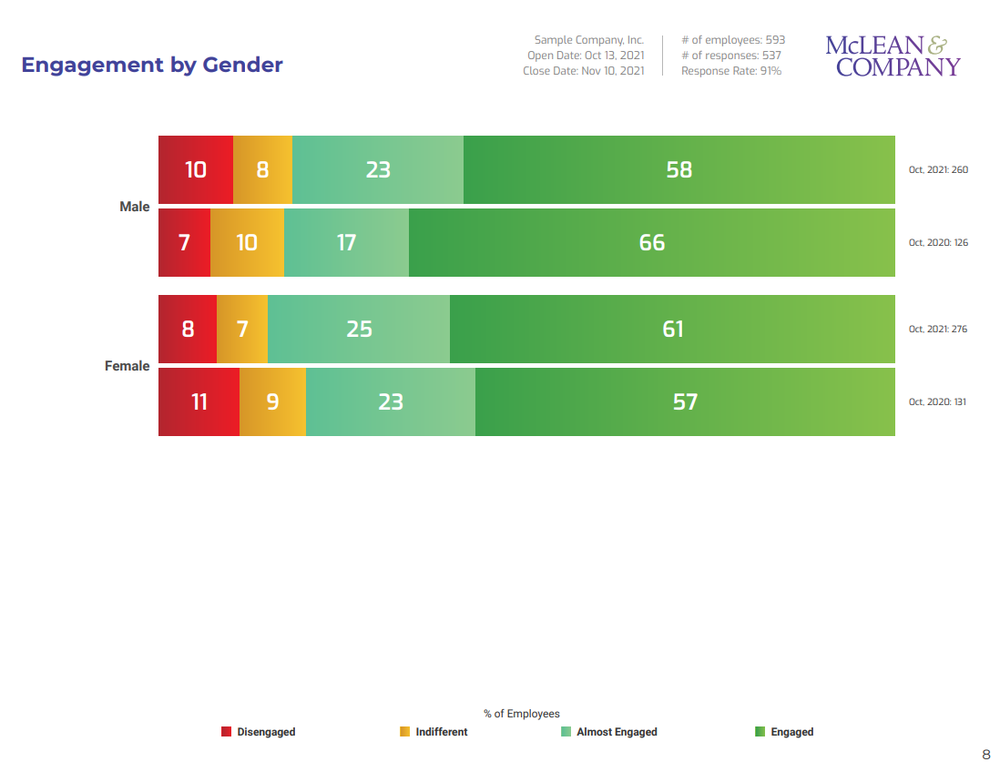 Engagement by Gender
Sample Company, Inc.
Open Date: Oct 13, 2021
Close Date: Nov 10, 2021
# of employees: 593
# of responses: 537
Response Rate: 91%
McLEAN &
COMPANY
Male
10 8 23 58 Oct, 2021: 260
7 10 17 66 Oct, 2020: 126
Female
8 7 25 61 Oct, 2021: 276
11 9 23 57 Oct, 2020: 131
% of Employees
Disengaged Indifferent Almost Engaged Engaged
8